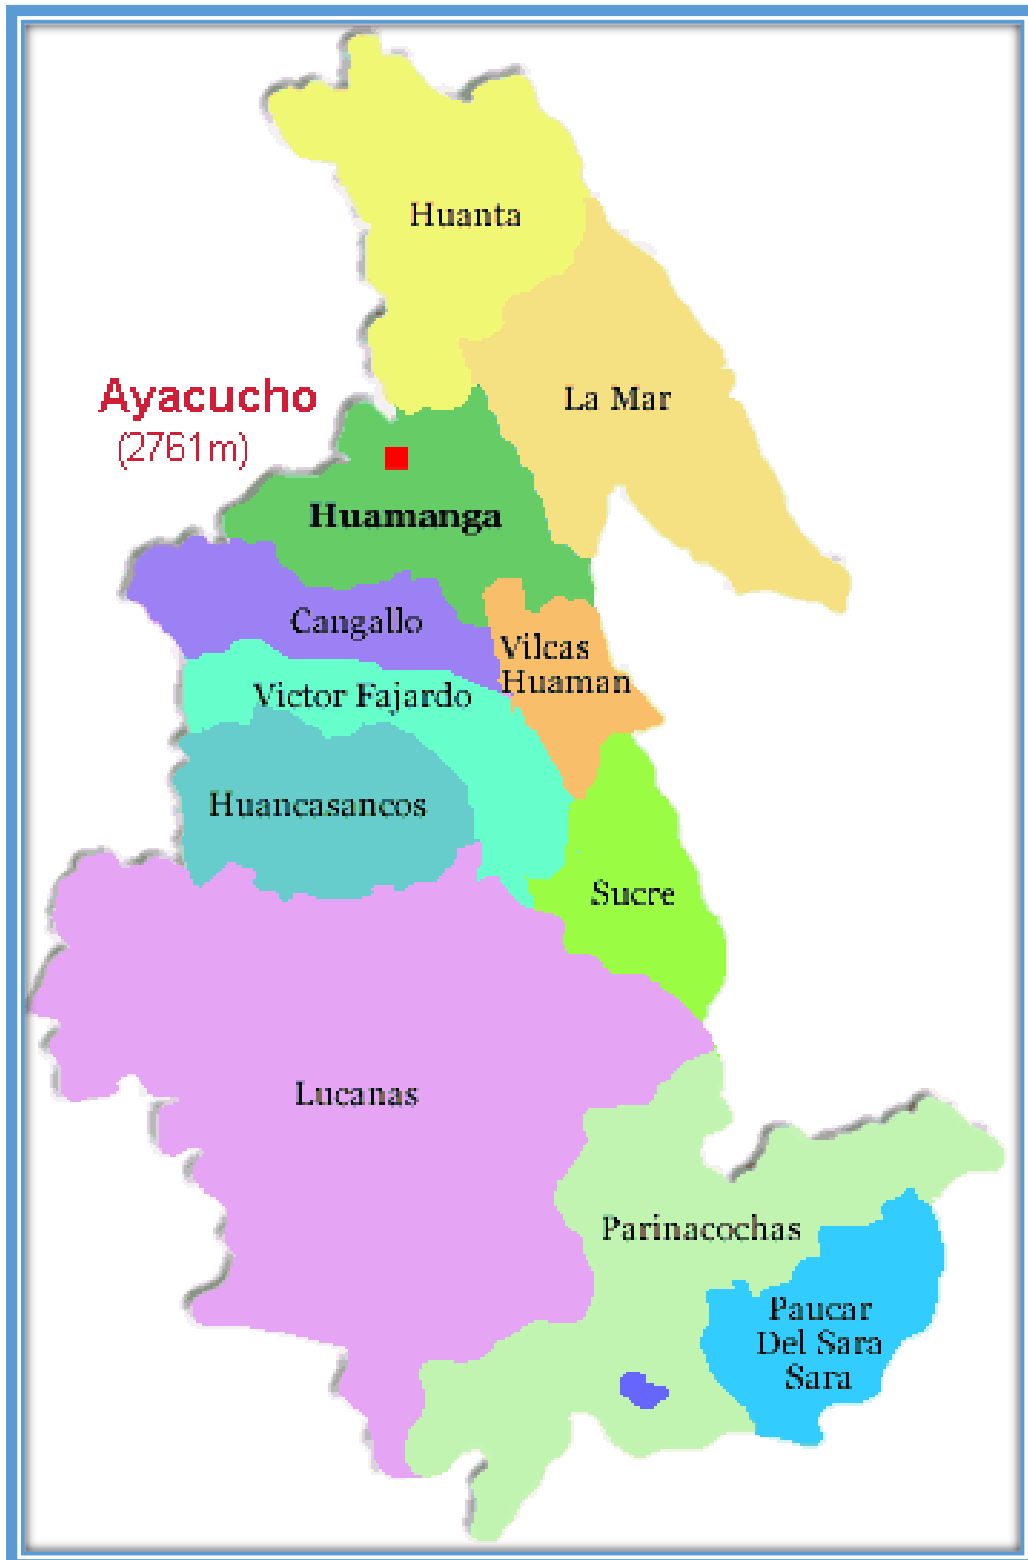 Huanta
La Mar
Ayacucho
(2761m)
Huamanga
Cangallo
Vilcas
Huaman
Victor Fajardo
Huancasancos
Sucre
Lucanas
Parinacochas
Paucar
Del Sara
Sara